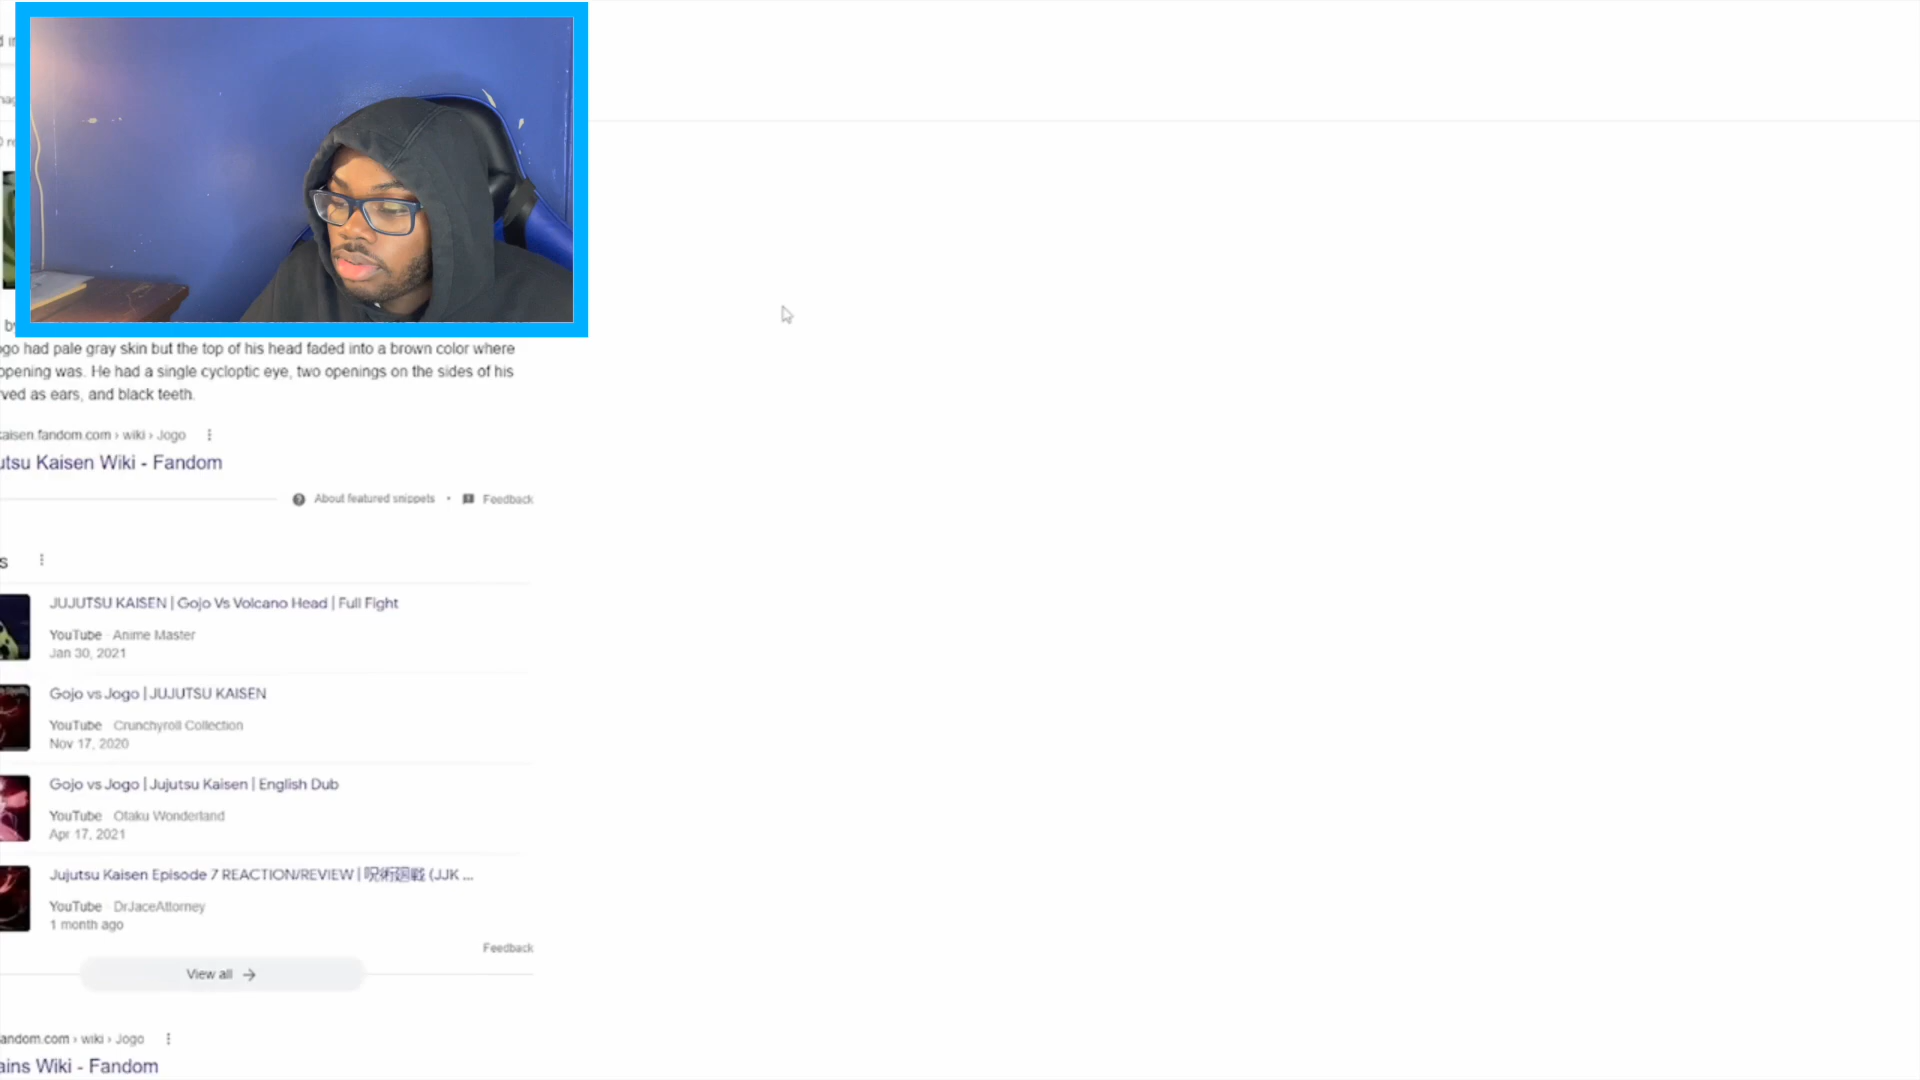 ogo had pale gray skin but the top of his head faded into a brown color where
opening was. He had a single cycloptic eye, two openings on the sides of his
rved as ears, and black teeth.
kaisen.fandom.com › wiki › Jogo
utsu Kaisen Wiki - Fandom
About featured snippets • Feedback
s
JUJUTSU KAISEN | Gojo Vs Volcano Head | Full Fight
YouTube · Anime Master
Jan 30, 2021
Gojo vs Jogo | JUJUTSU KAISEN
YouTube · Crunchyroll Collection
Nov 17, 2020
Gojo vs Jogo | Jujutsu Kaisen | English Dub
YouTube · Otaku Wonderland
Apr 17, 2021
Jujutsu Kaisen Episode 7 REACTION/REVIEW | 呪術廻戦 (JJK ...
YouTube · DrJaceAttorney
1 month ago
Feedback
View all →
andom.com › wiki › Jogo
ains Wiki - Fandom